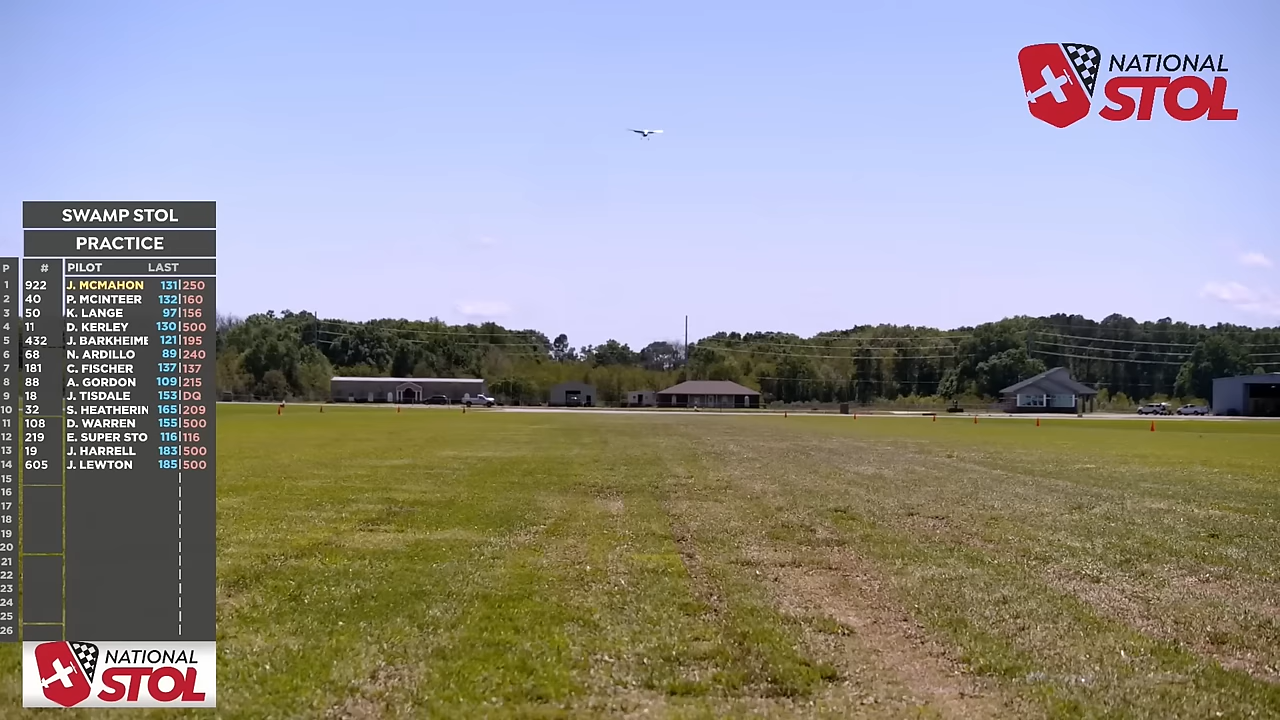 NATIONAL
STOL
SWAMP STOL
PRACTICE
P # PILOT LAST
1 922 J. MCMAHON 131 250
2 40 P. MCINTEER 132 160
3 50 K. LANGE 97 156
4 11 D. KERLEY 130 500
5 432 J. BARKHEIME 121 195
6 68 N. ARDILLO 89 240
7 181 C. FISCHER 137 137
8 88 A. GORDON 109 215
9 18 J. TISDALE 153 DQ
10 32 S. HEATHERIN 165 209
11 108 D. WARREN 155 500
12 219 E. SUPER STO 116 116
13 19 J. HARRELL 183 500
14 605 J. LEWTON 185 500
15
16
17
18
19
20
21
22
23
24
25
26
NATIONAL
STOL